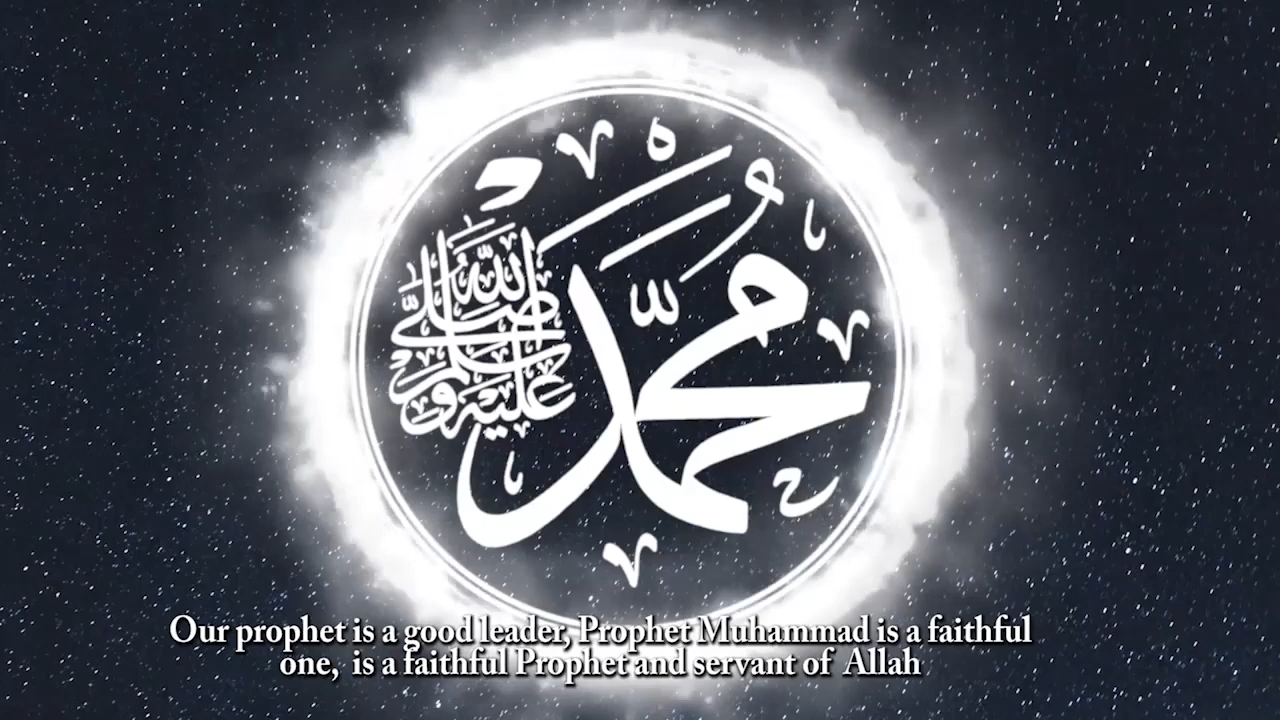 مُحَمَّد
صلى الله عليه وسلم
Our prophet is a good leader, Prophet Muhammad is a faithful
one, is a faithful Prophet and servant of Allah